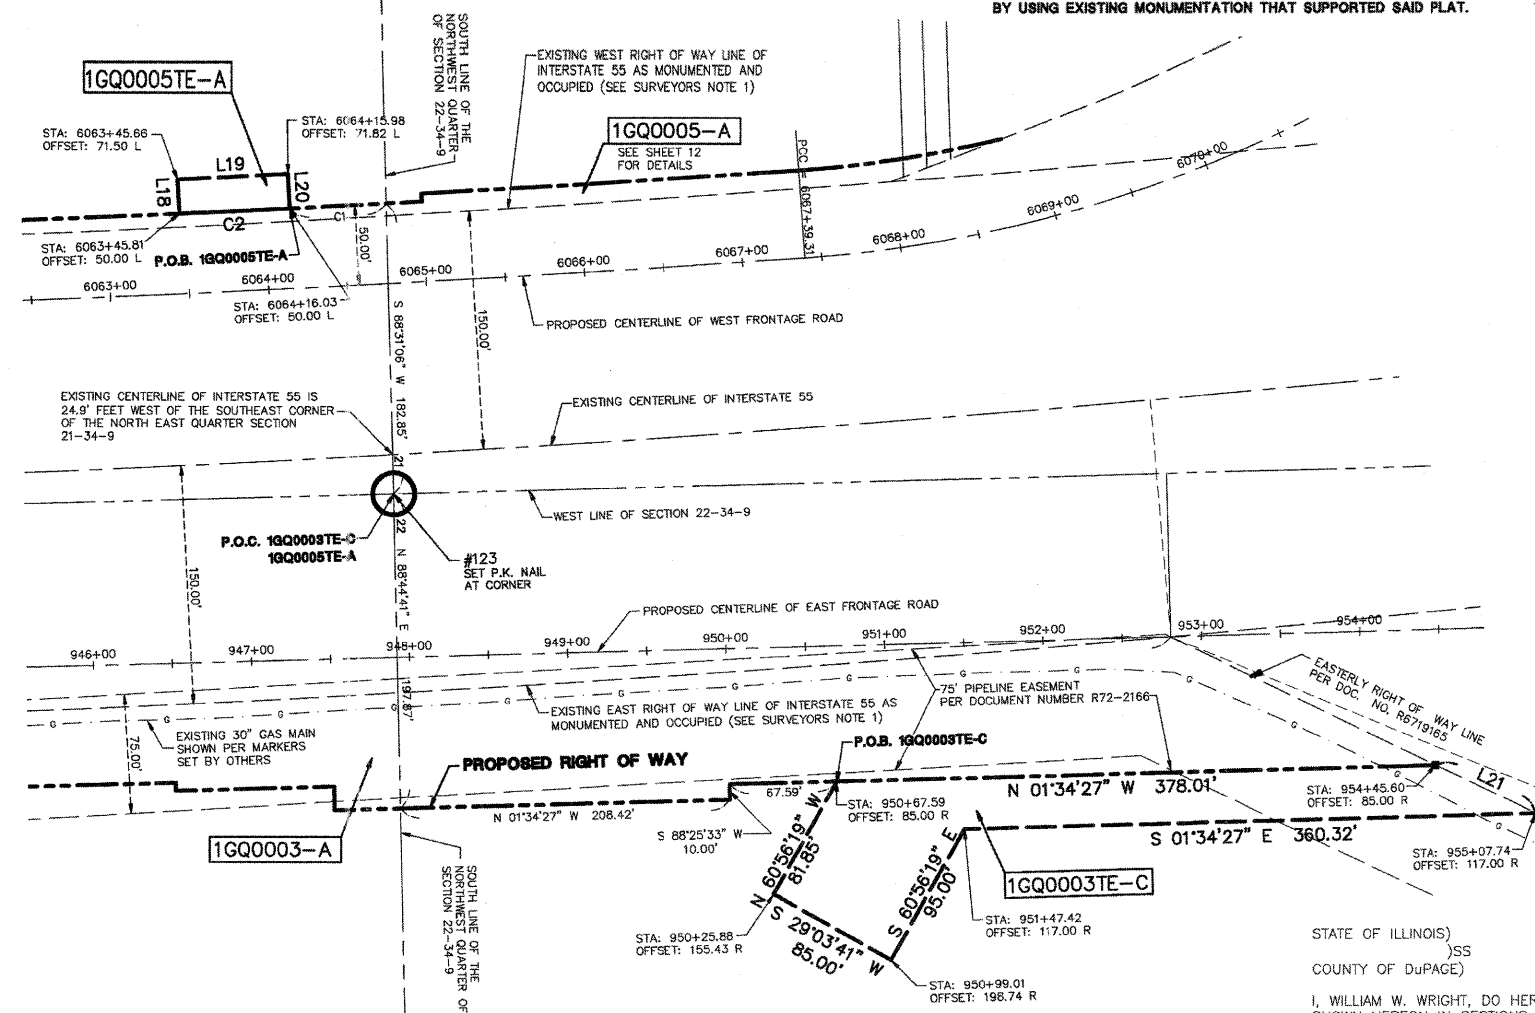 BY USING EXISTING MONUMENTATION THAT SUPPORTED SAID PLAT.
SOUTH LINE OF THE
NORTHWEST QUARTER
OF SECTION 22-34-9
1GQ0005TE-A
EXISTING WEST RIGHT OF WAY LINE OF
INTERSTATE 55 AS MONUMENTED AND
OCCUPIED (SEE SURVEYORS NOTE 1)
STA: 6063+45.66
OFFSET: 71.50 L
STA: 6064+15.98
OFFSET: 71.82 L
1GQ0005-A
SEE SHEET 12
FOR DETAILS
PCC = 6067+39.31
L19
L18
L20
C2
C1
STA: 6063+45.81
OFFSET: 50.00 L
P.O.B. 1GQ0005TE-A
50.00'
6063+00
6064+00
6065+00
6066+00
6067+00
6068+00
6069+00
6070+00
STA: 6064+16.03
OFFSET: 50.00 L
S 88°31'06" W 182.85'
150.00'
PROPOSED CENTERLINE OF WEST FRONTAGE ROAD
EXISTING CENTERLINE OF INTERSTATE 55 IS
24.9' FEET WEST OF THE SOUTHEAST CORNER
OF THE NORTH EAST QUARTER SECTION
21-34-9
EXISTING CENTERLINE OF INTERSTATE 55
21
22
WEST LINE OF SECTION 22-34-9
P.O.C. 1GQ0003TE-C
1GQ0005TE-A
#123
SET P.K. NAIL
AT CORNER
150.00'
N 88°44'41" E 197.87'
PROPOSED CENTERLINE OF EAST FRONTAGE ROAD
946+00
947+00
948+00
949+00
950+00
951+00
952+00
953+00
954+00
G G G G G G G G G G G
EASTERLY RIGHT OF WAY LINE
PER DOC. NO. R6719165
75' PIPELINE EASEMENT
PER DOCUMENT NUMBER R72-2166
EXISTING EAST RIGHT OF WAY LINE OF INTERSTATE 55 AS
MONUMENTED AND OCCUPIED (SEE SURVEYORS NOTE 1)
EXISTING 30" GAS MAIN
SHOWN PER MARKERS
SET BY OTHERS
75.00'
P.O.B. 1GQ0003TE-C
PROPOSED RIGHT OF WAY
67.59'
N 01°34'27" W 378.01'
L21
STA: 954+45.60
OFFSET: 85.00 R
STA: 950+67.59
OFFSET: 85.00 R
N 01°34'27" W 208.42'
S 88°25'33" W
10.00'
S 01°34'27" E 360.32'
1GQ0003-A
N 60°56'19" W
81.85'
S 60°56'19" E
95.00'
STA: 955+07.74
OFFSET: 117.00 R
1GQ0003TE-C
SOUTH LINE OF THE
NORTHWEST QUARTER OF
SECTION 22-34-9
S 29°03'41" W
85.00'
STA: 951+47.42
OFFSET: 117.00 R
STA: 950+25.88
OFFSET: 155.43 R
STA: 950+99.01
OFFSET: 198.74 R
STATE OF ILLINOIS)
)SS
COUNTY OF DuPAGE)
I, WILLIAM W. WRIGHT, DO HER